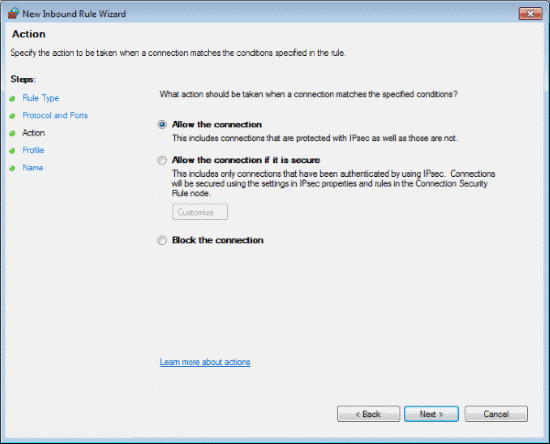 New Inbound Rule Wizard
Action
Specify the action to be taken when a connection matches the conditions specified in the rule.
Steps:
Rule Type
Protocol and Ports
Action
Profile
Name
What action should be taken when a connection matches the specified conditions?
Allow the connection
This includes connections that are protected with IPsec as well as those are not.
Allow the connection if it is secure
This includes only connections that have been authenticated by using IPsec. Connections
will be secured using the settings in IPsec properties and rules in the Connection Security
Rule node.
Customize
Block the connection
Learn more about actions
< Back
Next >
Cancel